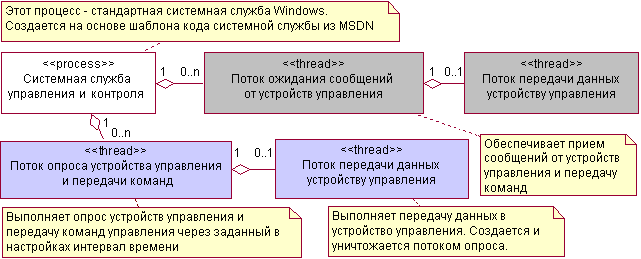 Этот процесс - стандартная системная служба Windows.
Создается на основе шаблона кода системной службы из MSDN
<<process>>
Системная служба
управления и контроля
1
0..n
<<thread>>
Поток ожидания сообщений
от устройств управления
1
0..1
<<thread>>
Поток передачи данных
устройству управления
1
0..n
<<thread>>
Поток опроса устройства управления
и передачи команд
1
0..1
<<thread>>
Поток передачи данных
устройству управления
Обеспечивает прием
сообщений от устройств
управления и передачу
команд
Выполняет опрос устройств управления и
передачу команд управления через заданный в
настройках интервал времени
Выполняет передачу данных в
устройство управления. Создается и
уничтожается потоком опроса.